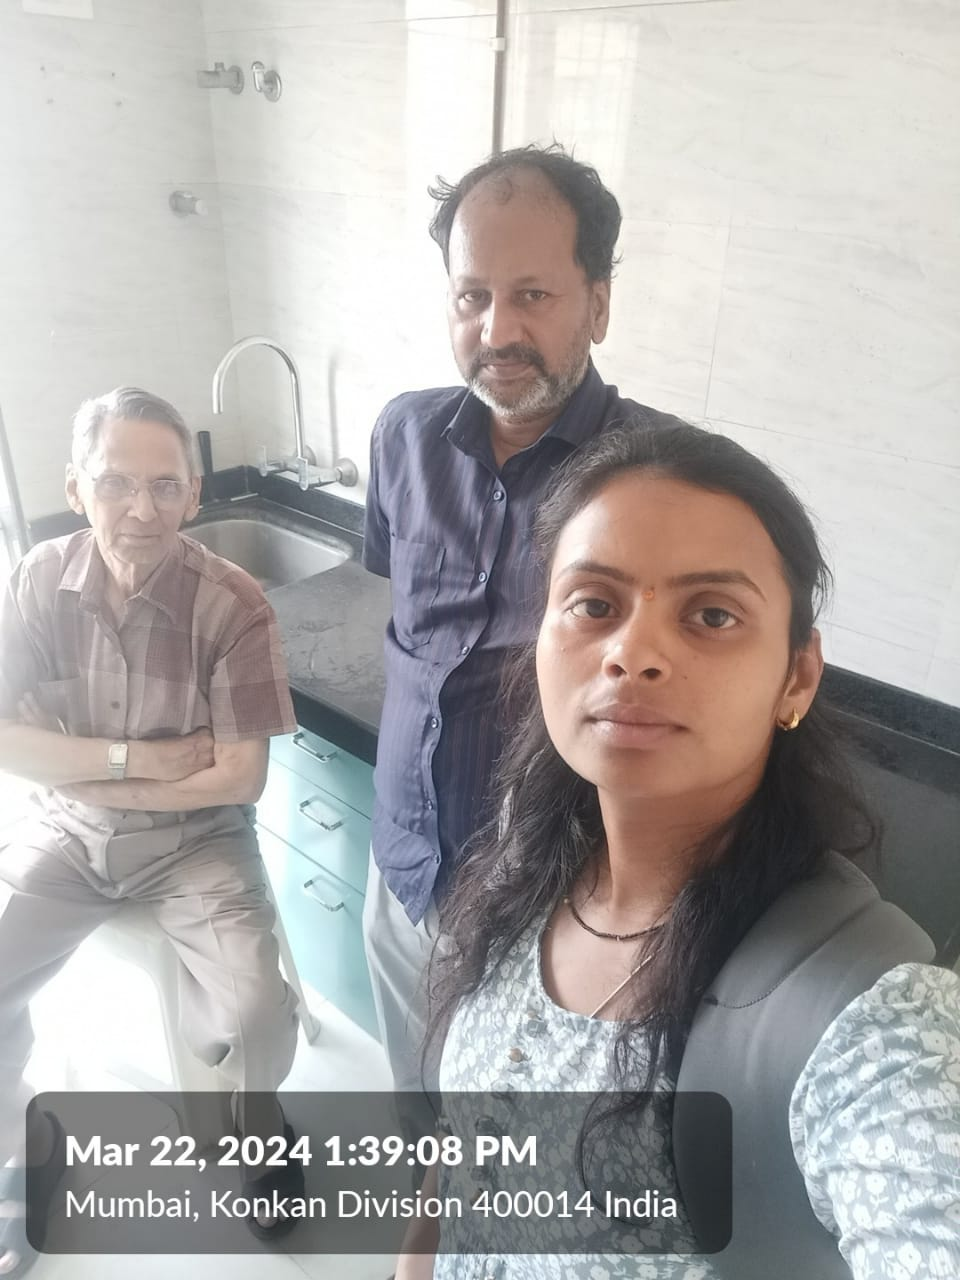 Mar 22, 2024 1:39:08 PM
Mumbai, Konkan Division 400014 India